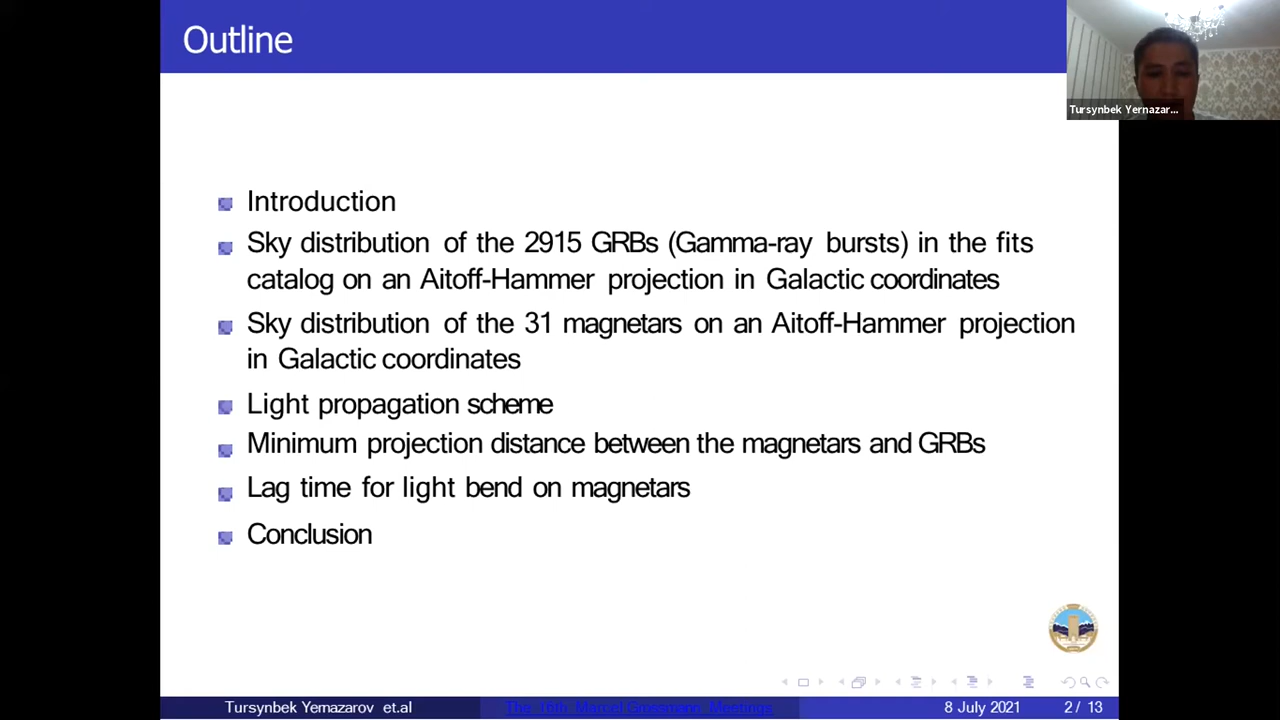 Outline
Tursynbek Yernazar...
Introduction
Sky distribution of the 2915 GRBs (Gamma-ray bursts) in the fits
catalog on an Aitoff-Hammer projection in Galactic coordinates
Sky distribution of the 31 magnetars on an Aitoff-Hammer projection
in Galactic coordinates
Light propagation scheme
Minimum projection distance between the magnetars and GRBs
Lag time for light bend on magnetars
Conclusion
Tursynbek Yernazarov et.al
The 16th Marcel Grossmann Meetings
8 July 2021
2 / 13